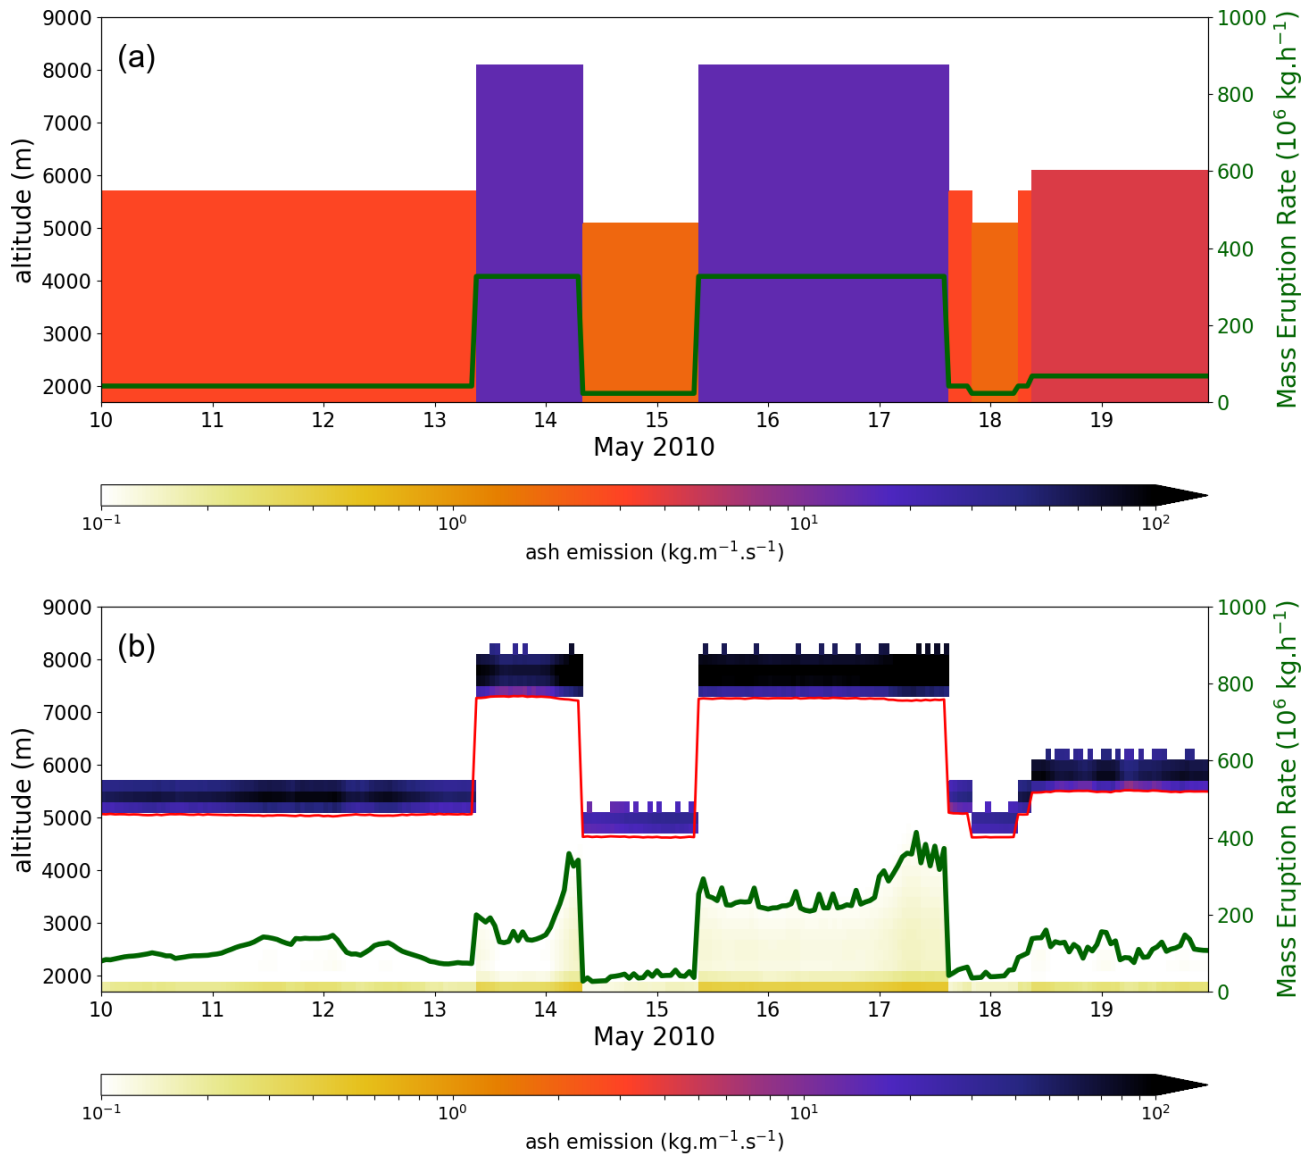 (a)
9000
8000
7000
6000
5000
4000
3000
2000
altitude (m)
1000
800
600
400
200
0
Mass Eruption Rate (10⁶ kg.h⁻¹)
10 11 12 13 14 15 16 17 18 19
May 2010
10⁻¹ 10⁰ 10¹ 10²
ash emission (kg.m⁻¹.s⁻¹)
(b)
9000
8000
7000
6000
5000
4000
3000
2000
altitude (m)
1000
800
600
400
200
0
Mass Eruption Rate (10⁶ kg.h⁻¹)
10 11 12 13 14 15 16 17 18 19
May 2010
10⁻¹ 10⁰ 10¹ 10²
ash emission (kg.m⁻¹.s⁻¹)